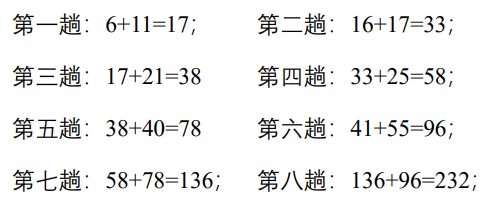 第一趟：6+11=17； 第二趟：16+17=33；
第三趟：17+21=38 第四趟：33+25=58；
第五趟：38+40=78 第六趟：41+55=96；
第七趟：58+78=136； 第八趟：136+96=232；